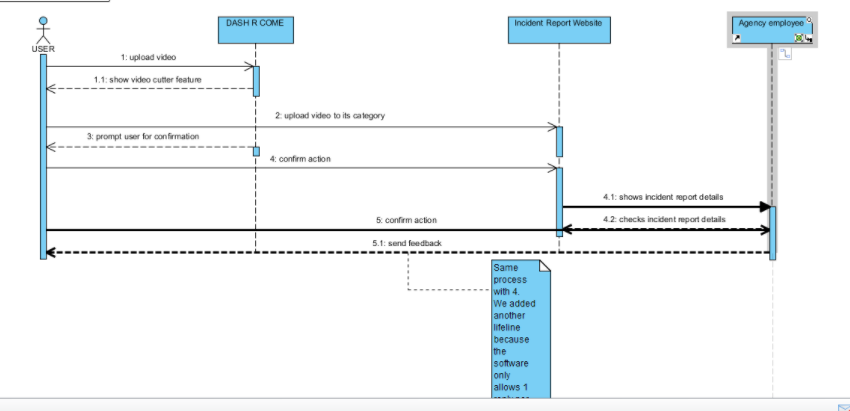 DASH R COME
Incident Report Website
Agency employee
USER
1: upload video
1.1: show video cutter feature
2: upload video to its category
3: prompt user for confirmation
4: confirm action
4.1: shows incident report details
4.2: checks incident report details
5: confirm action
5.1: send feedback
Same
process
with 4.
We added
another
lifeline
because
the
software
only
allows 1